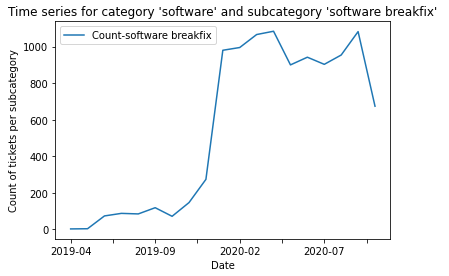 Time series for category 'software' and subcategory 'software breakfix'
Count-software breakfix
Count of tickets per subcategory
1000
800
600
400
200
0
2019-04 2019-09 2020-02 2020-07
Date